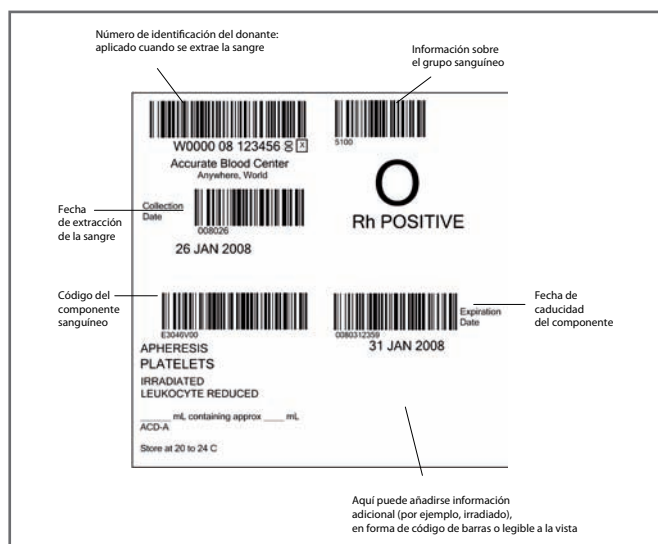 Número de identificación del donante:
aplicado cuando se extrae la sangre
Información sobre
el grupo sanguíneo
W0000 08 123456 00 X
5100
Accurate Blood Center
Anywhere, World
O
Rh POSITIVE
Fecha
de extracción
de la sangre
Collection
Date
008026
26 JAN 2008
Código del
componente
sanguíneo
E3046V00
0080312359
Expiration
Date
Fecha de
caducidad
del componente
31 JAN 2008
APHERESIS
PLATELETS
IRRADIATED
LEUKOCYTE REDUCED
_____ mL containing approx ____ mL
ACD-A
Store at 20 to 24 C
Aquí puede añadirse información
adicional (por ejemplo, irradiado),
en forma de código de barras o legible a la vista